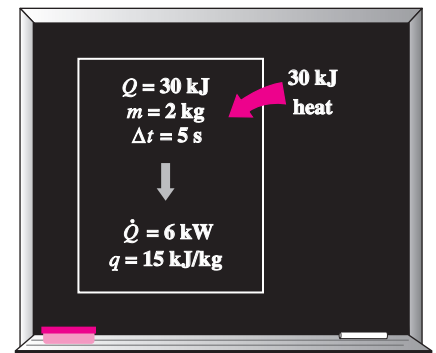 Q = 30 kJ
m = 2 kg
Δt = 5 s
30 kJ
heat
Q̇ = 6 kW
q = 15 kJ/kg